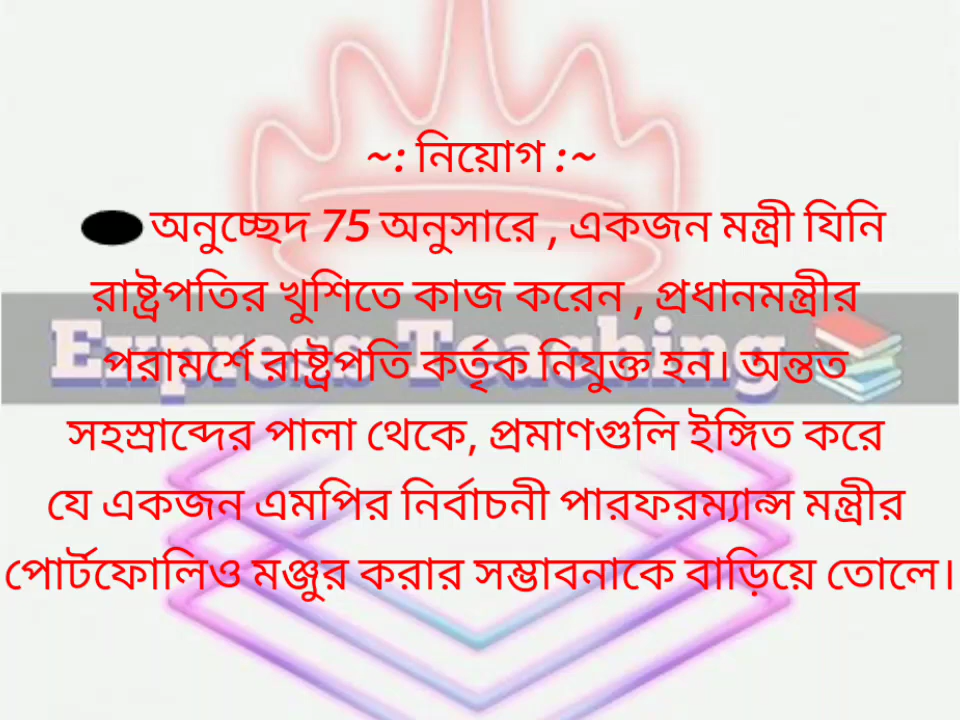 ~: নিয়োগ :~
অনুচ্ছেদ 75 অনুসারে , একজন মন্ত্রী যিনি
রাষ্ট্রপতির খুশিতে কাজ করেন , প্রধানমন্ত্রীর
Express Teaching
পরামর্শে রাষ্ট্রপতি কর্তৃক নিযুক্ত হন। অন্তত
সহস্রাব্দের পালা থেকে, প্রমাণগুলি ইঙ্গিত করে
যে একজন এমপির নির্বাচনী পারফরম্যান্স মন্ত্রীর
পোর্টফোলিও মঞ্জুর করার সম্ভাবনাকে বাড়িয়ে তোলে।